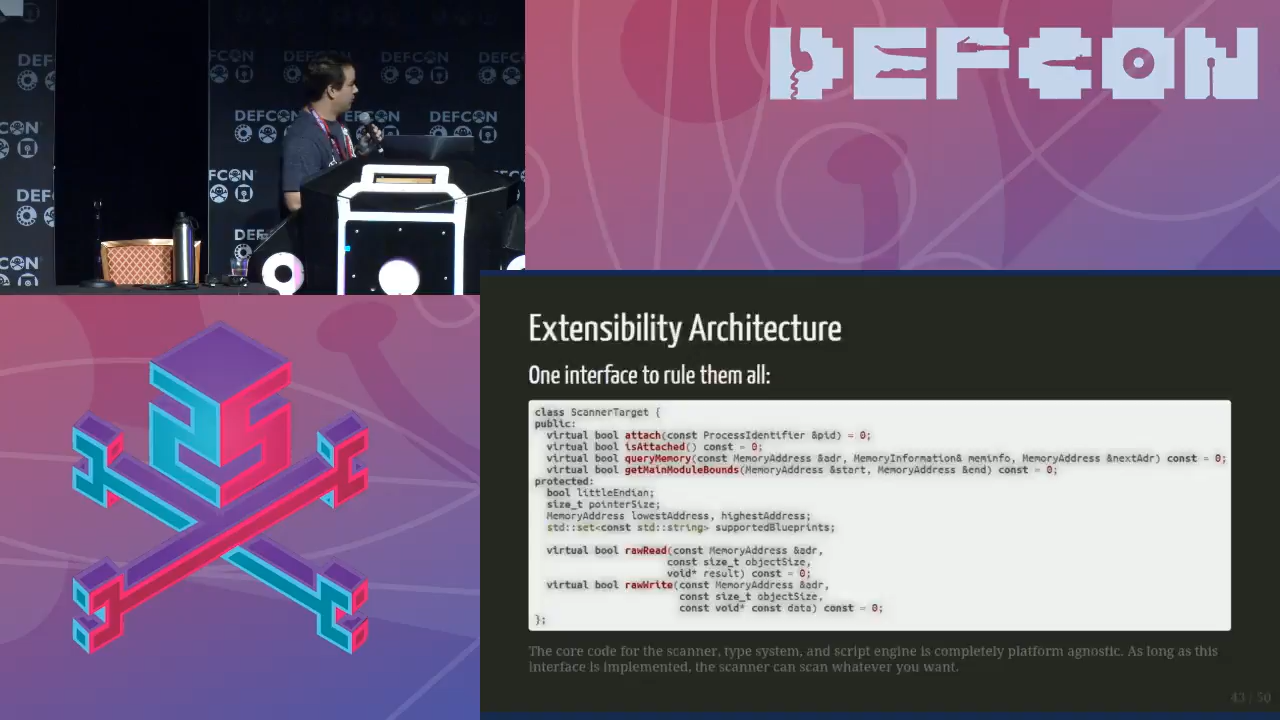 DEFCON
DEFCON
DEFCON
DEFCON
DEFCON
Extensibility Architecture
One interface to rule them all:
class ScannerTarget {
public:
virtual bool attach(const ProcessIdentifier &pid) = 0;
virtual bool isAttached() const = 0;
virtual bool queryMemory(const MemoryAddress &adr, MemoryInformation& meminfo, MemoryAddress &nextAdr) const = 0;
virtual bool getMainModuleBounds(MemoryAddress &start, MemoryAddress &end) const = 0;
protected:
bool littleEndian;
size_t pointerSize;
MemoryAddress lowestAddress, highestAddress;
std::set<const std::string> supportedBlueprints;
virtual bool rawRead(const MemoryAddress &adr,
const size_t objectSize,
void* result) const = 0;
virtual bool rawWrite(const MemoryAddress &adr,
const size_t objectSize,
const void* const data) const = 0;
};
The core code for the scanner, type system, and script engine is completely platform agnostic. As long as this
interface is implemented, the scanner can scan whatever you want.
43 / 50